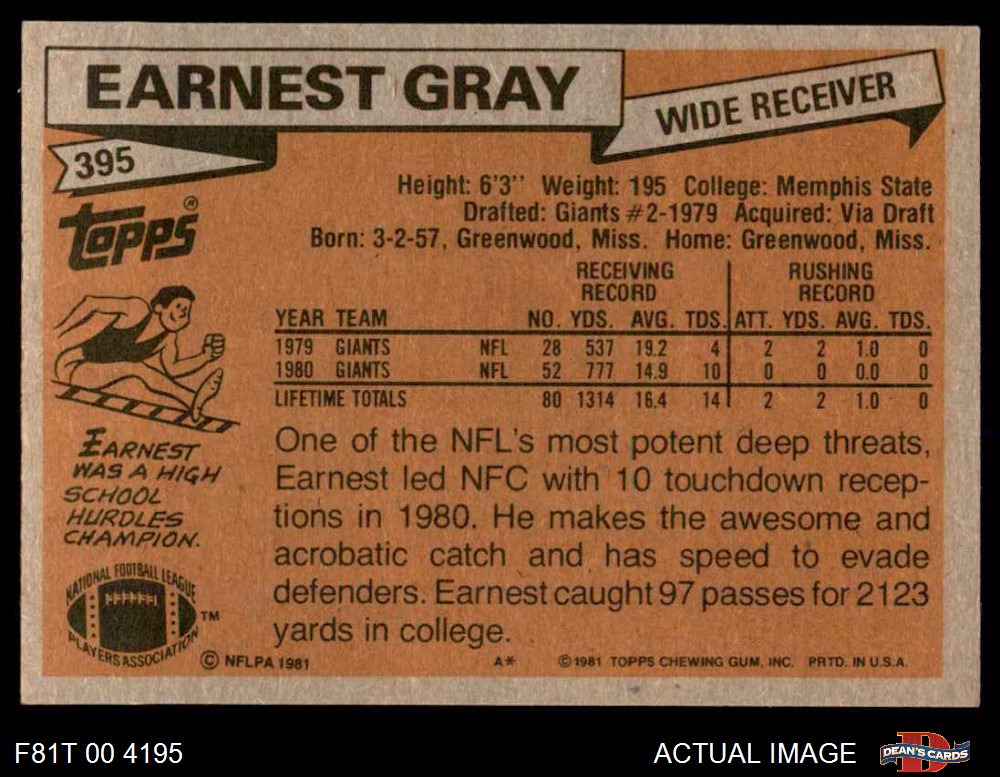 EARNEST GRAY
WIDE RECEIVER
395
TOPPS®
Height: 6'3'' Weight: 195 College: Memphis State
Drafted: Giants #2-1979 Acquired: Via Draft
Born: 3-2-57, Greenwood, Miss. Home: Greenwood, Miss.
RECEIVING RECORD RUSHING RECORD
YEAR TEAM NO. YDS. AVG. TDS. ATT. YDS. AVG. TDS.
1979 GIANTS NFL 28 537 19.2 4 2 2 1.0 0
1980 GIANTS NFL 52 777 14.9 10 0 0 0.0 0
LIFETIME TOTALS 80 1314 16.4 14 2 2 1.0 0
EARNEST
WAS A HIGH
SCHOOL
HURDLES
CHAMPION.
One of the NFL's most potent deep threats,
Earnest led NFC with 10 touchdown recep-
tions in 1980. He makes the awesome and
acrobatic catch and has speed to evade
defenders. Earnest caught 97 passes for 2123
yards in college.
NATIONAL FOOTBALL LEAGUE
PLAYERS ASSOCIATION
TM
© NFLPA 1981 A* © 1981 TOPPS CHEWING GUM, INC. PRTD. IN U.S.A.
F81T 00 4195
ACTUAL IMAGE
DEAN'S CARDS